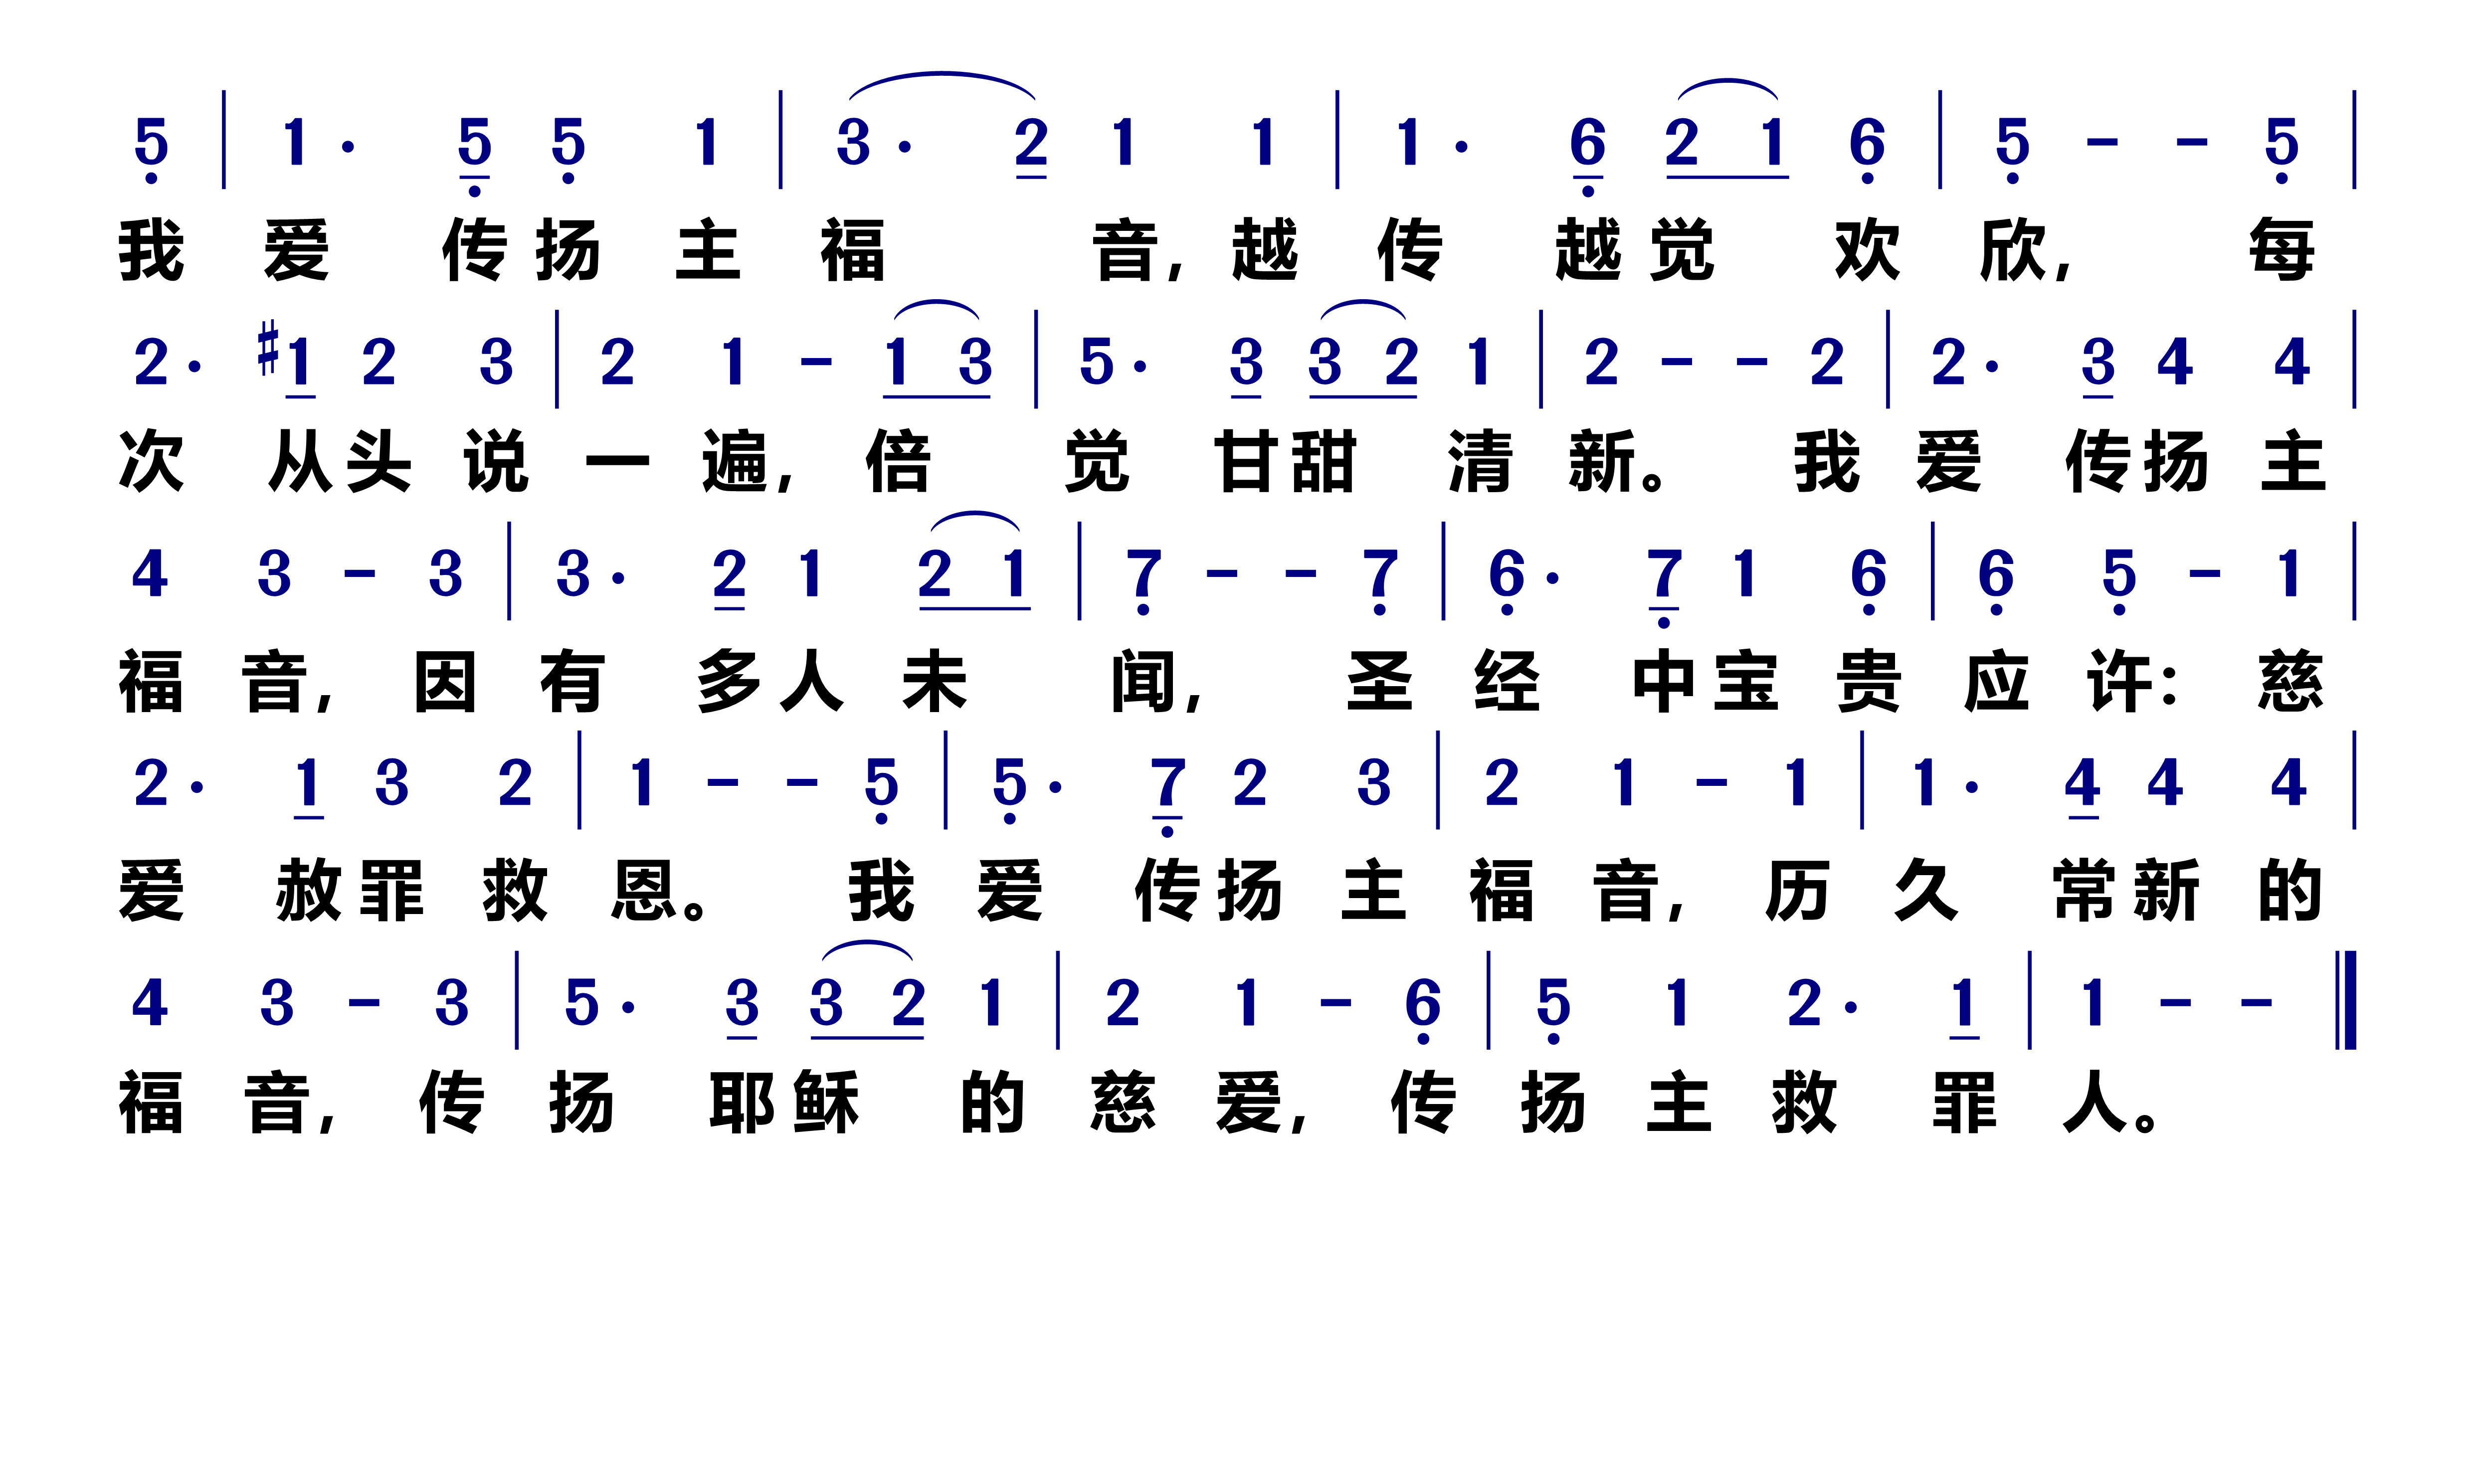 5 | 1· 5 5 1 | 3· 2 1 1 | 1· 6 2 1 6 | 5 - - 5 |
我爱传扬主福音,越传越觉欢欣,每
2· #1 2 3 | 2 1 - 1 3 | 5· 3 3 2 1 | 2 - - 2 | 2· 3 4 4 |
次从头说一遍,倍觉甘甜清新。我爱传扬主
4 3 - 3 | 3· 2 1 2 1 | 7 - - 7 | 6· 7 1 6 | 6 5 - 1 |
福音,因有多人未闻,圣经中宝贵应许:慈
2· 1 3 2 | 1 - - 5 | 5· 7 2 3 | 2 1 - 1 | 1· 4 4 4 |
爱赦罪救恩。我爱传扬主福音,历久常新的
4 3 - 3 | 5· 3 3 2 1 | 2 1 - 6 | 5 1 2· 1 | 1 - - ‖
福音,传扬耶稣的慈爱,传扬主救罪人。